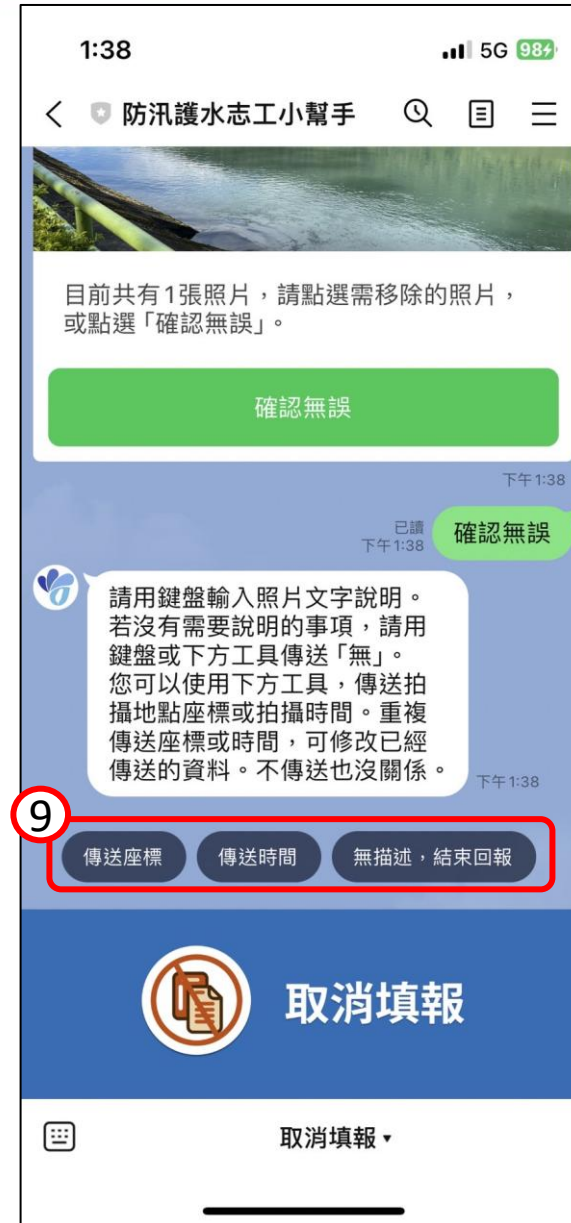 1:38
5G 98
防汛護水志工小幫手
目前共有1張照片，請點選需移除的照片，
或點選「確認無誤」。
確認無誤
下午1:38
已讀
下午1:38
確認無誤
請用鍵盤輸入照片文字說明。
若沒有需要說明的事項，請用
鍵盤或下方工具傳送「無」。
您可以使用下方工具，傳送拍
攝地點座標或拍攝時間。重複
傳送座標或時間，可修改已經
傳送的資料。不傳送也沒關係。
下午1:38
9
傳送座標 傳送時間 無描述，結束回報
取消填報
取消填報